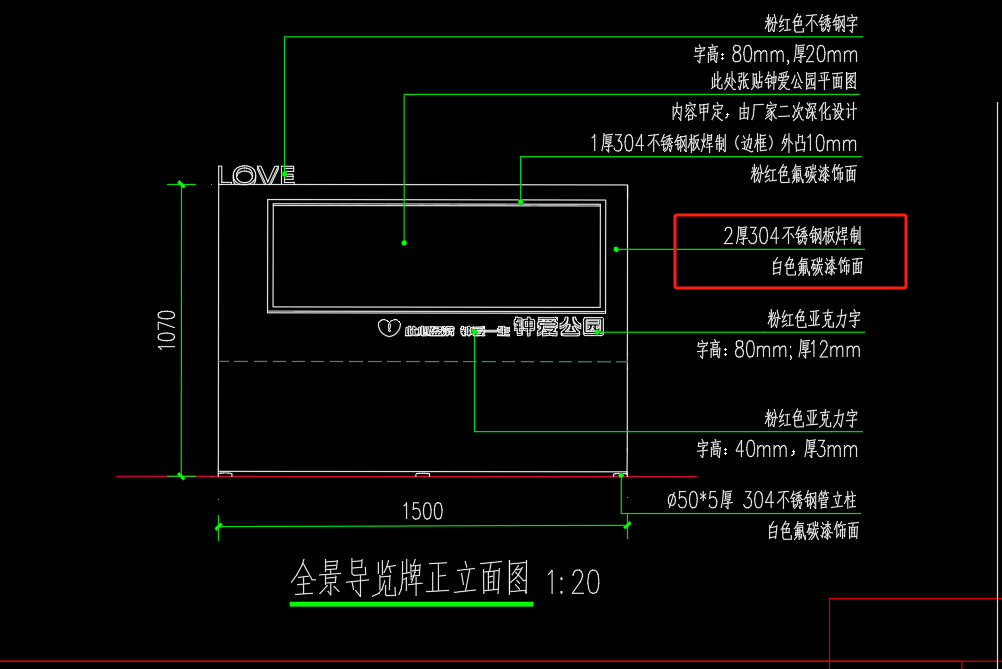 粉红色不锈钢字
字高：80mm,厚20mm
此处张贴钟爱公园平面图
内容甲定，由厂家二次深化设计
1厚304不锈钢板焊制（边框）外凸10mm
粉红色氟碳漆饰面
LOVE
2厚304不锈钢板焊制
白色氟碳漆饰面
钟爱公园
粉红色亚克力字
字高：80mm；厚12mm
1070
粉红色亚克力字
字高：40mm，厚3mm
ø50*5厚 304不锈钢管立柱
白色氟碳漆饰面
1500
全景导览牌正立面图 1:20